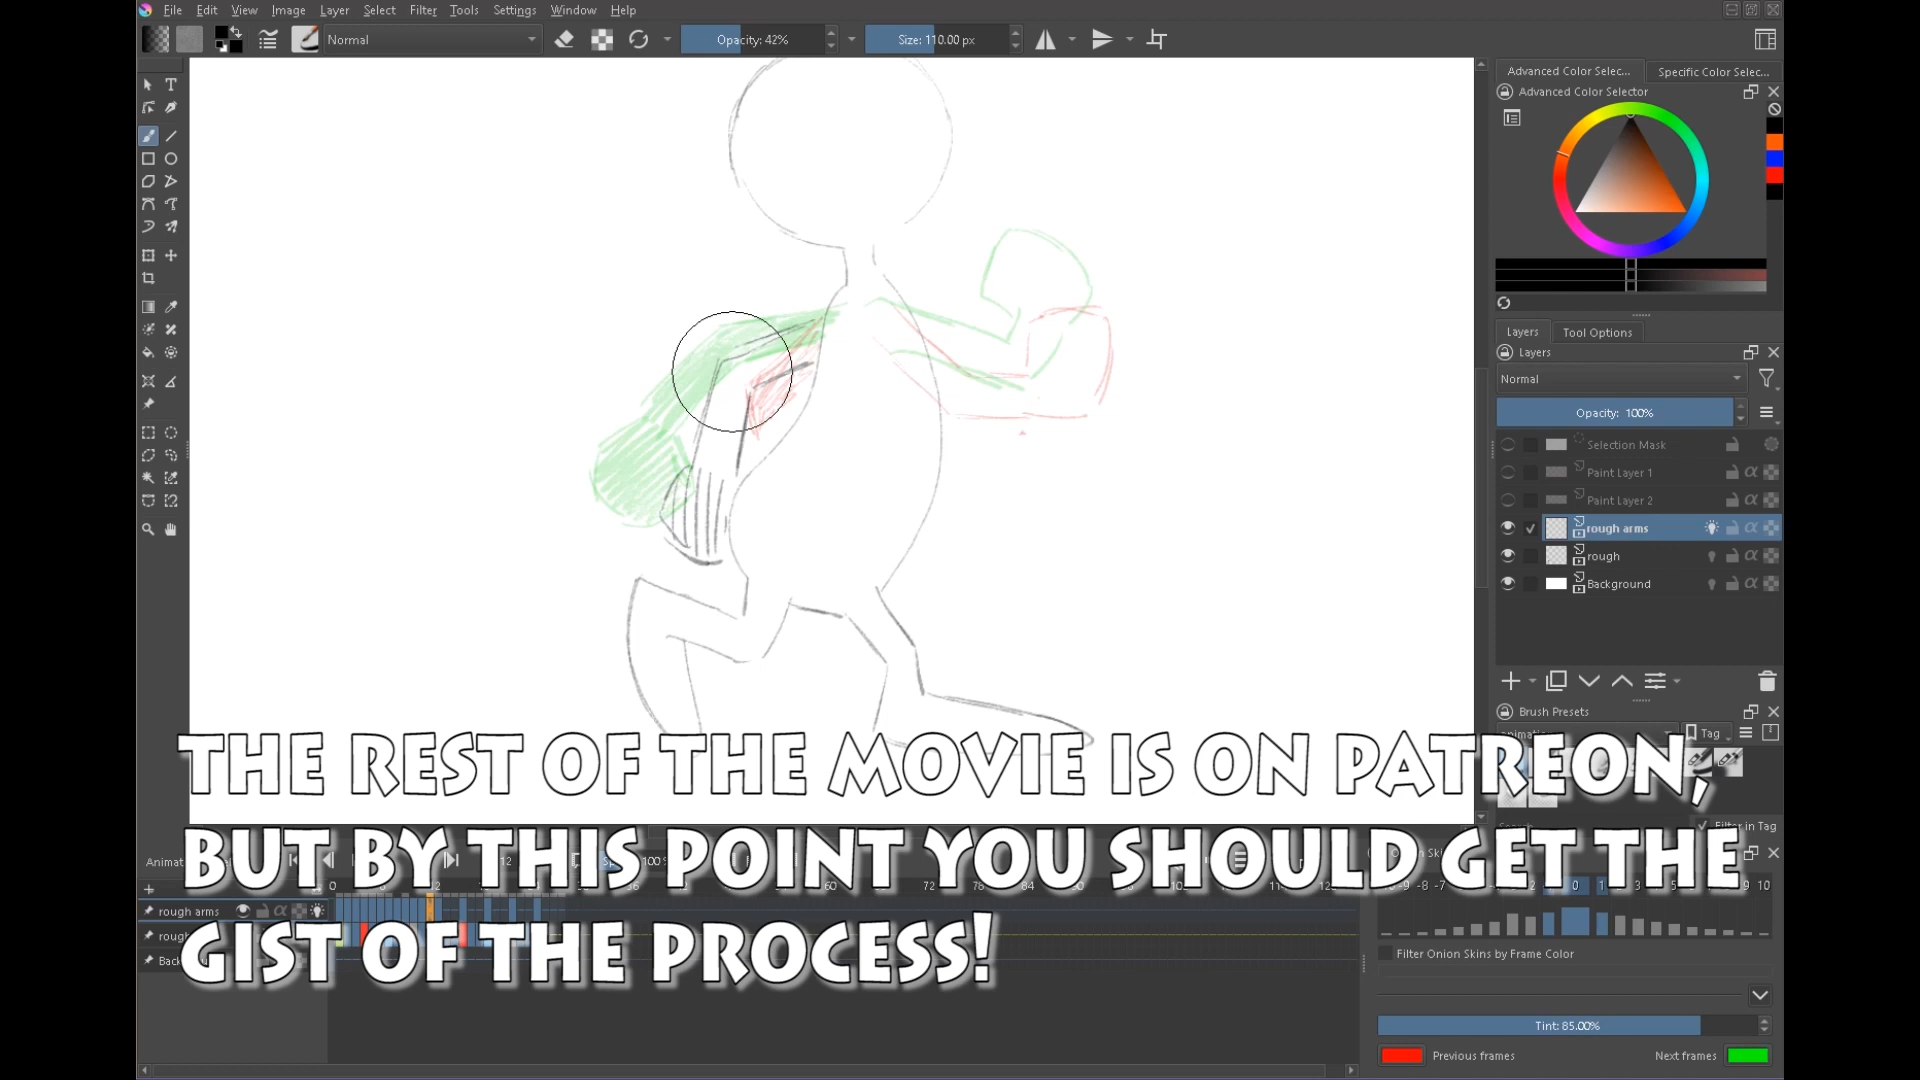 File Edit View Image Layer Select Filter Tools Settings Window Help
Normal Opacity: 42% Size: 110.00 px
Advanced Color Selec... Specific Color Selec...
Advanced Color Selector
Layers Tool Options
Layers
Normal
Opacity: 100%
Selection Mask
Paint Layer 1
Paint Layer 2
rough arms
rough
Background
Brush Presets
Tag
THE REST OF THE MOVIE IS ON PATREON,
BUT BY THIS POINT YOU SHOULD GET THE
GIST OF THE PROCESS!
Filter in Tag
rough arms
Filter Onion Skins by Frame Color
Tint: 85.00%
Previous frames Next frames